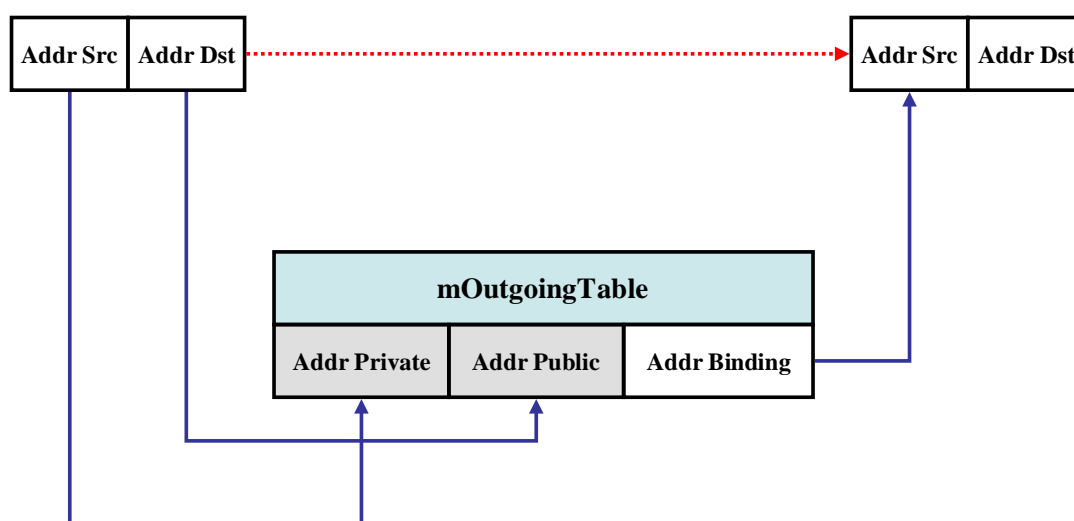 Addr Src Addr Dst Addr Src Addr Dst
mOutgoingTable
Addr Private Addr Public Addr Binding